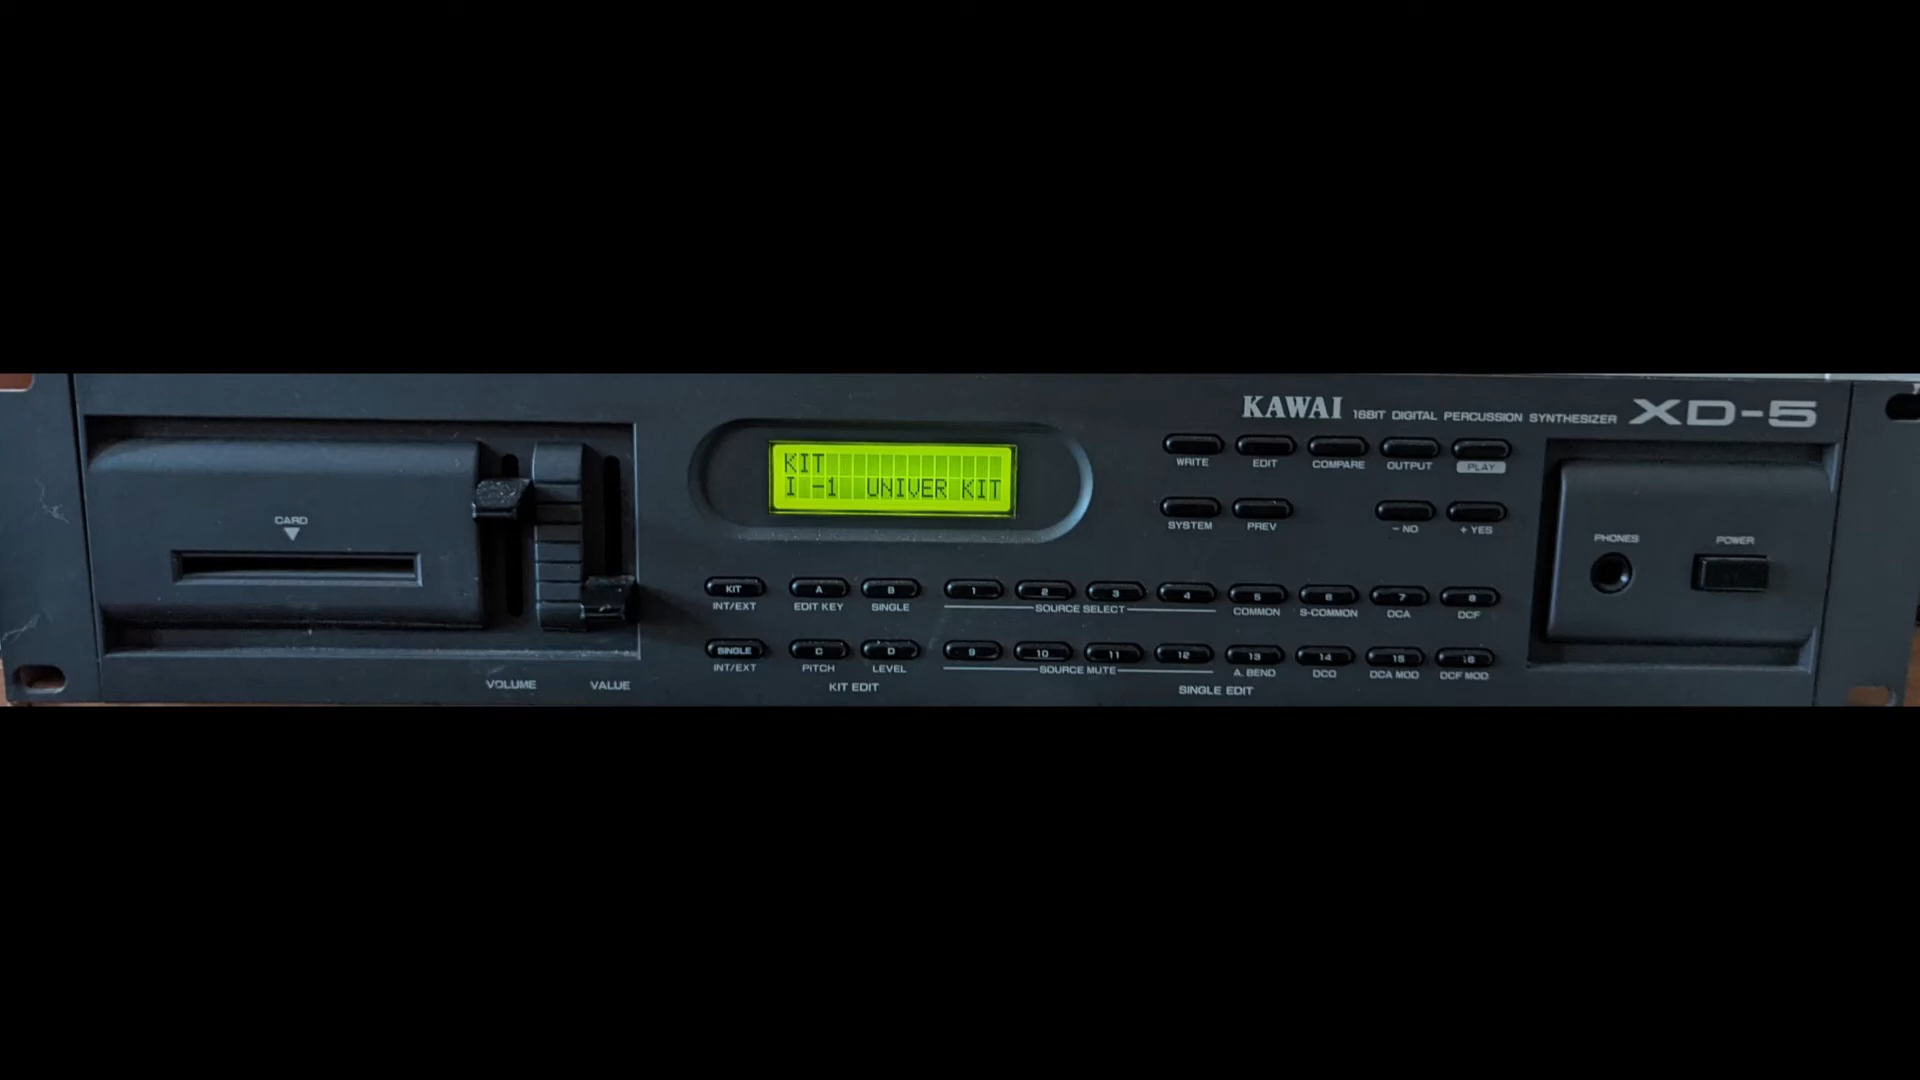 KAWAI 16BIT DIGITAL PERCUSSION SYNTHESIZER XD-5
KIT
I -1 UNIVER KIT
WRITE EDIT COMPARE OUTPUT PLAY
SYSTEM PREV - NO + YES
CARD
PHONES POWER
KIT A B 1 2 3 4 5 6 7 8
INT/EXT EDIT KEY SINGLE SOURCE SELECT COMMON S-COMMON DCA DCF
SINGLE C D 9 10 11 12 13 14 15 16
INT/EXT PITCH LEVEL SOURCE MUTE A. BEND DCO DCA MOD DCF MOD
VOLUME VALUE KIT EDIT SINGLE EDIT